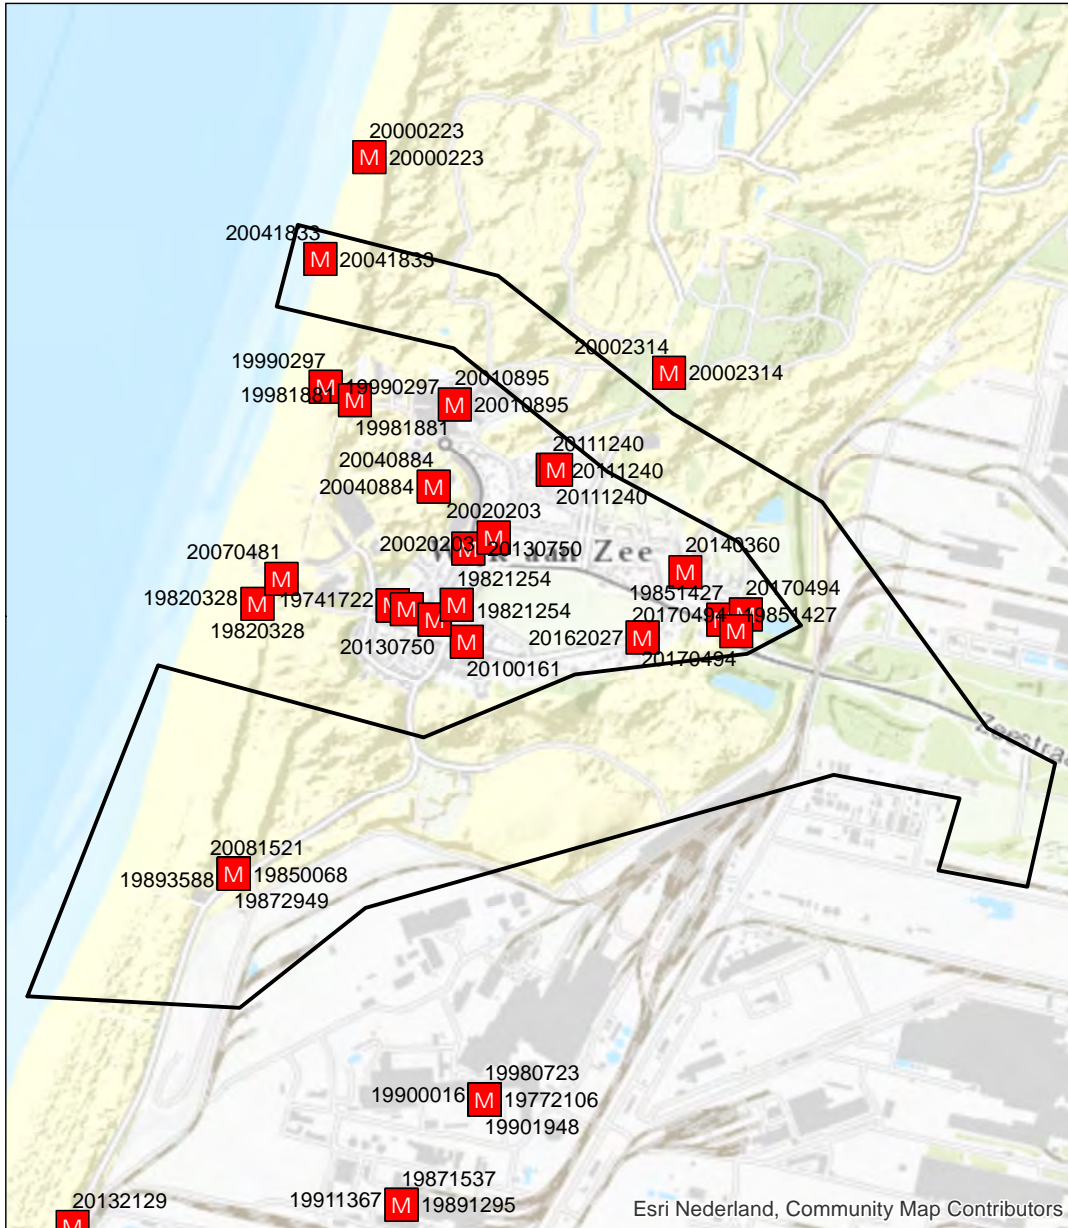 20000223
M 20000223
20041833
M 20041833
20002314
M 20002314
19990297
M 19990297
19981881 M
19981881
20010895
M 20010895
20111240
M 20111240
20111240
20040884
20040884 M
20020203
M
20020203 M 20130750
aan Zee
20140360
M
20070481
M
19821254
19820328 M
19820328
19741722 M
M
M
M 19821254
20130750
M
20100161
19851427
20170494
M
20170494 M 19851427
M
20162027 M
20170494
Zeestraa
20081521
19893588 M 19850068
19872949
19980723
19900016 M 19772106
19901948
19871537
19911367 M 19891295
20132129
M
Esri Nederland, Community Map Contributors